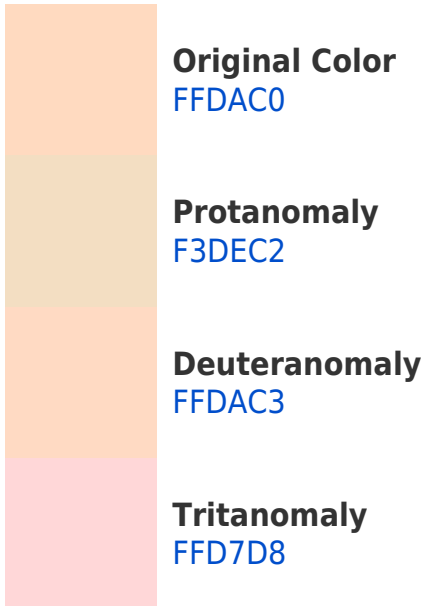 Original Color
FFDAC0
Protanomaly
F3DEC2
Deuteranomaly
FFDAC3
Tritanomaly
FFD7D8